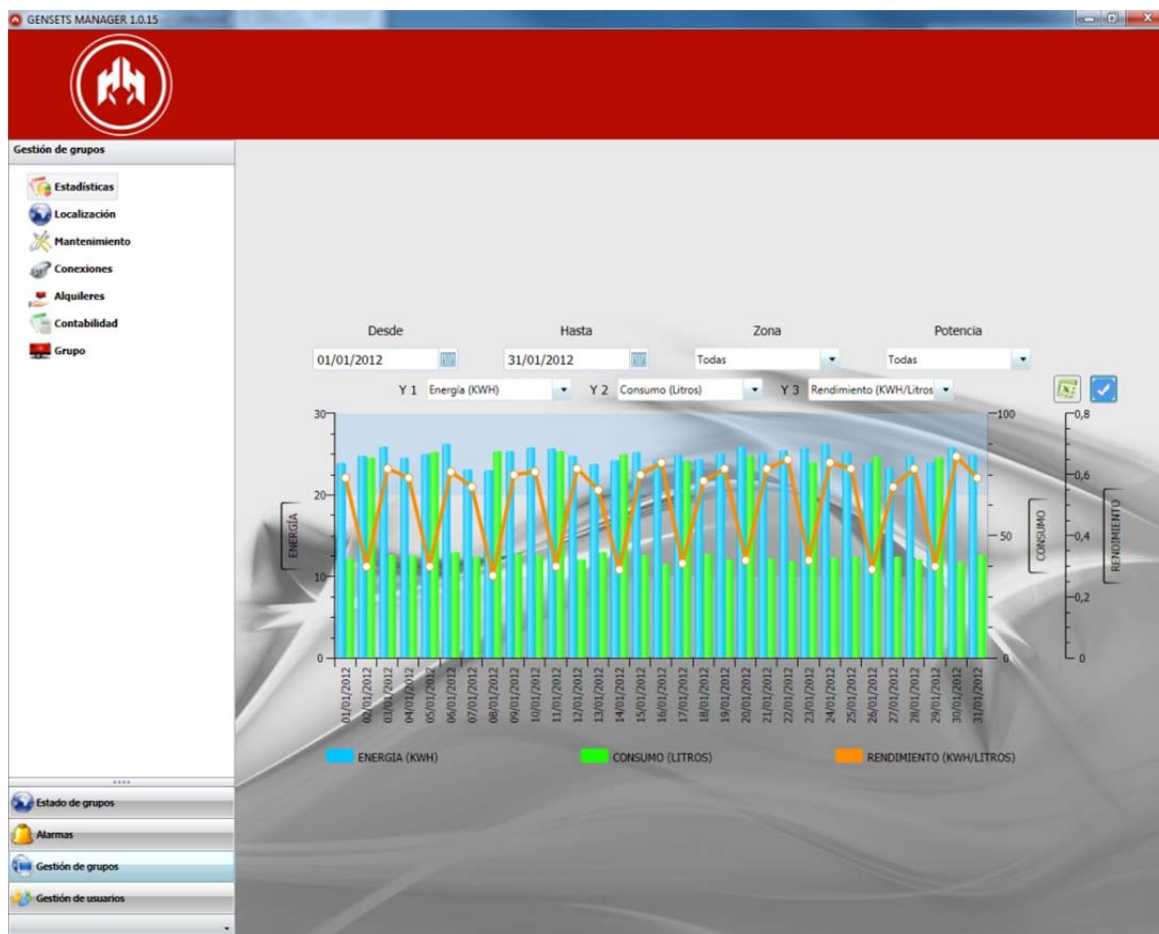 GENSETS MANAGER 1.0.15
Gestión de grupos
Estadísticas
Localización
Mantenimiento
Conexiones
Alquileres
Contabilidad
Grupo
Desde Hasta Zona Potencia
01/01/2012 31/01/2012 Todas Todas
Y 1 Energía (KWH) Y 2 Consumo (Litros) Y 3 Rendimiento (KWH/Litros
30 100 0,8
0,6
20
ENERGÍA 50 CONSUMO 0,4 RENDIMIENTO
10
0,2
0 0 0
01/01/2012 02/01/2012 03/01/2012 04/01/2012 05/01/2012 06/01/2012 07/01/2012 08/01/2012 09/01/2012 10/01/2012 11/01/2012 12/01/2012 13/01/2012 14/01/2012 15/01/2012 16/01/2012 17/01/2012 18/01/2012 19/01/2012 20/01/2012 21/01/2012 22/01/2012 23/01/2012 24/01/2012 25/01/2012 26/01/2012 27/01/2012 28/01/2012 29/01/2012 30/01/2012 31/01/2012
ENERGIA (KWH) CONSUMO (LITROS) RENDIMIENTO (KWH/LITROS)
Estado de grupos
Alarmas
Gestión de grupos
Gestión de usuarios